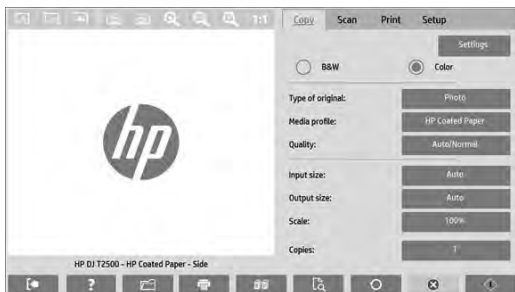 1:1
Copy Scan Print Setup
Settings
B&W Color
Type of original: Photo
Media profile: HP Coated Paper
Quality: Auto/Normal
hp
Input size: Auto
Output size: Auto
Scale: 100%
Copies: 1
HP DJ T2500 - HP Coated Paper - Side
?